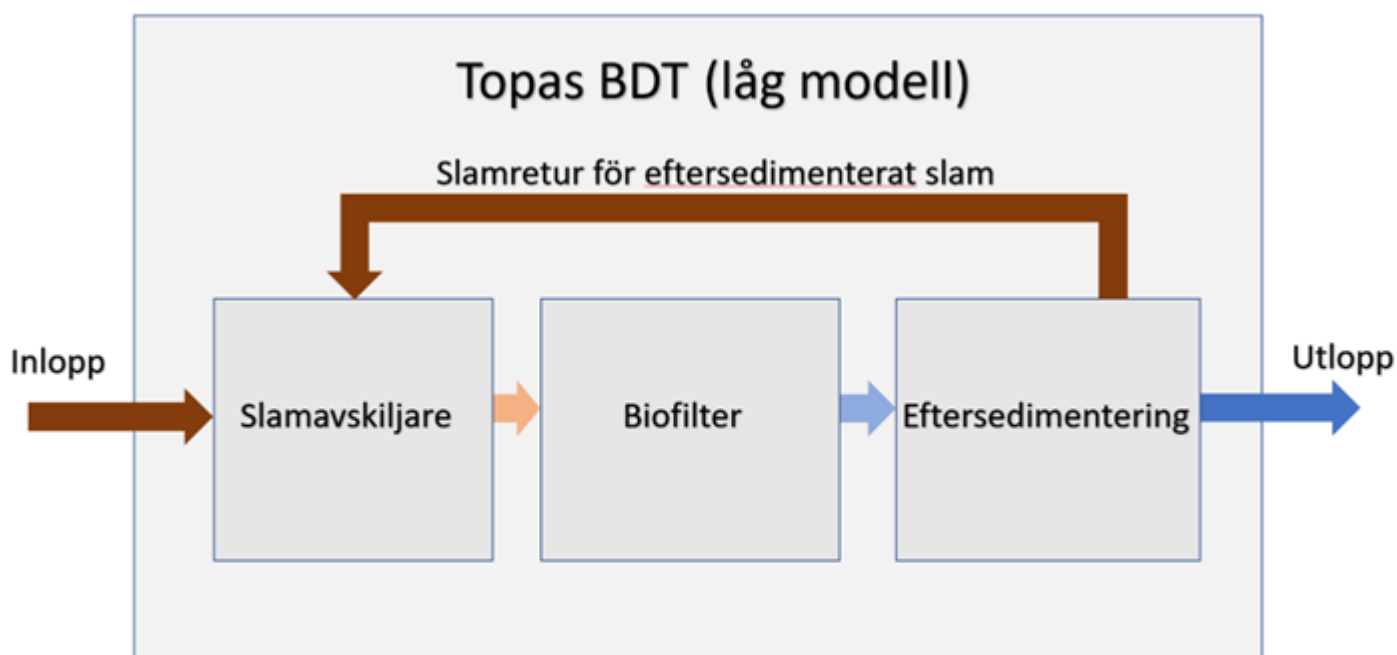 Topas BDT (låg modell)
Slamretur för eftersedimenterat slam
Inlopp
Utlopp
Slamavskiljare
Biofilter
Eftersedimentering